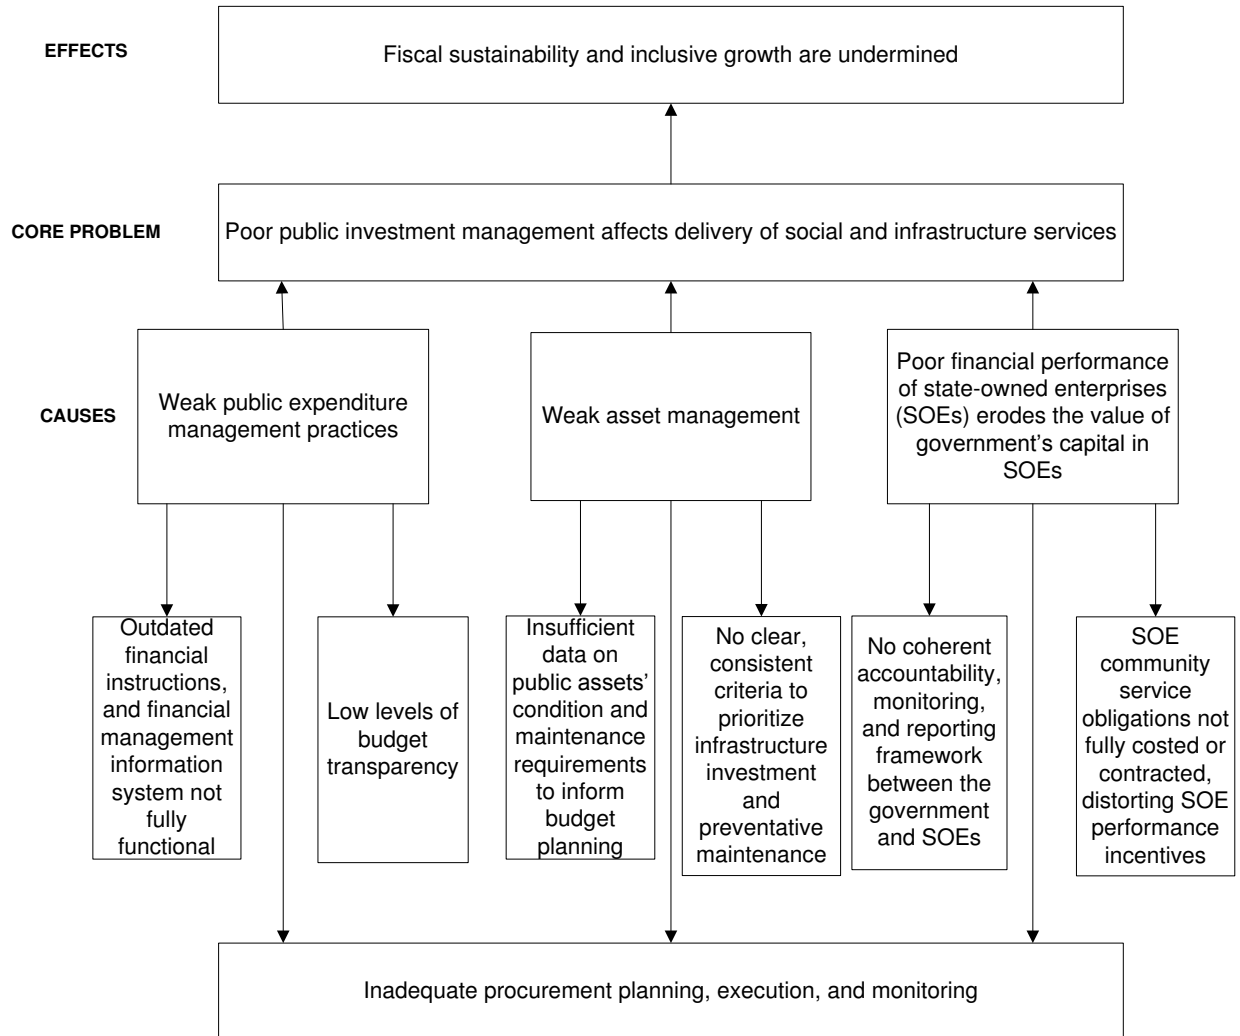 EFFECTS
Fiscal sustainability and inclusive growth are undermined
CORE PROBLEM
Poor public investment management affects delivery of social and infrastructure services
CAUSES
Weak public expenditure
management practices
Weak asset management
Poor financial performance
of state-owned enterprises
(SOEs) erodes the value of
government’s capital in
SOEs
Outdated
financial
instructions,
and financial
management
information
system not
fully
functional
Low levels of
budget
transparency
Insufficient
data on
public assets’
condition and
maintenance
requirements
to inform
budget
planning
No clear,
consistent
criteria to
prioritize
infrastructure
investment
and
preventative
maintenance
No coherent
accountability,
monitoring,
and reporting
framework
between the
government
and SOEs
SOE
community
service
obligations not
fully costed or
contracted,
distorting SOE
performance
incentives
Inadequate procurement planning, execution, and monitoring